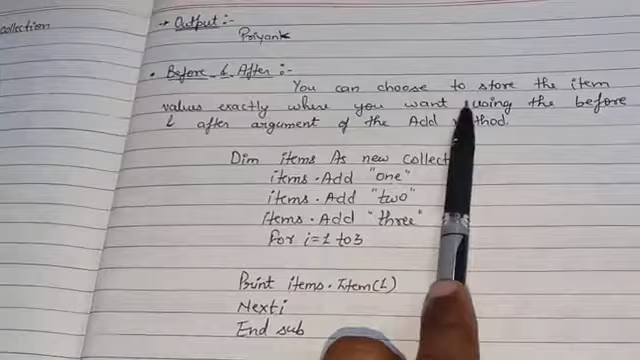 collection
→ Output:-
Priyank
• Before & After:-
You can choose to store the item
values exactly where you want using the before
& after argument of the Add method.
Dim items As new collect
items.Add "one"
items.Add "two"
items.Add "three"
For i=1 to 3
Print items.Item(1)
Next i
End sub